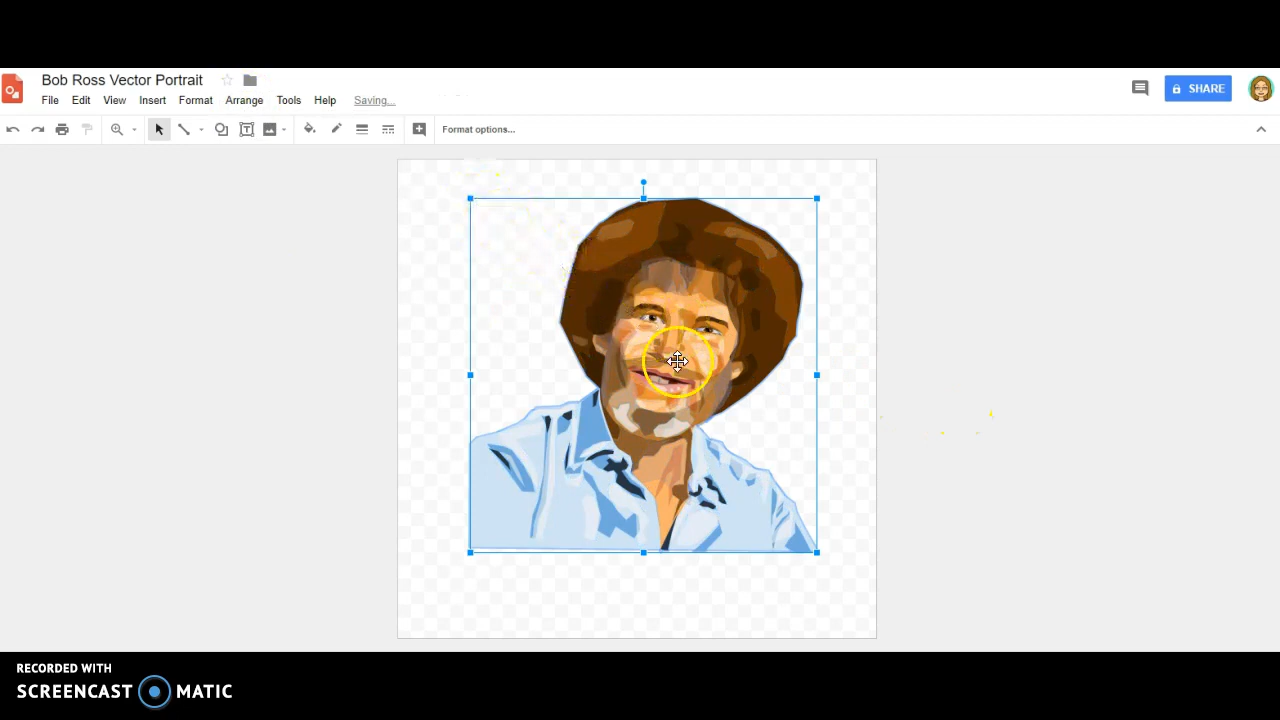 Bob Ross Vector Portrait
File Edit View Insert Format Arrange Tools Help Saving...
SHARE
Format options...
RECORDED WITH
SCREENCAST MATIC